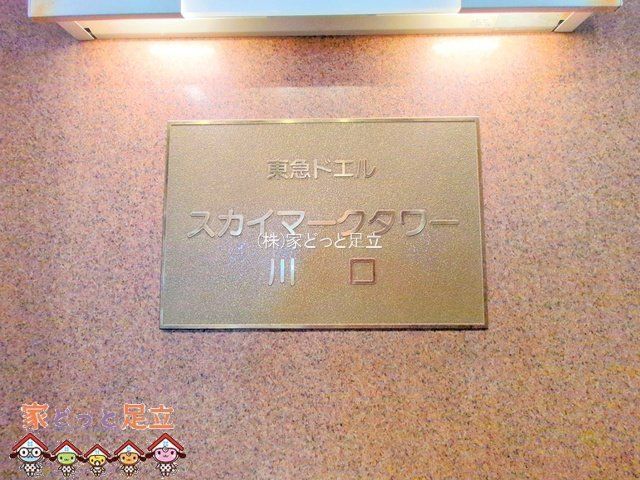 東急ドエル
スカイマークタワー
(株)家どっと足立
川口
家どっと足立